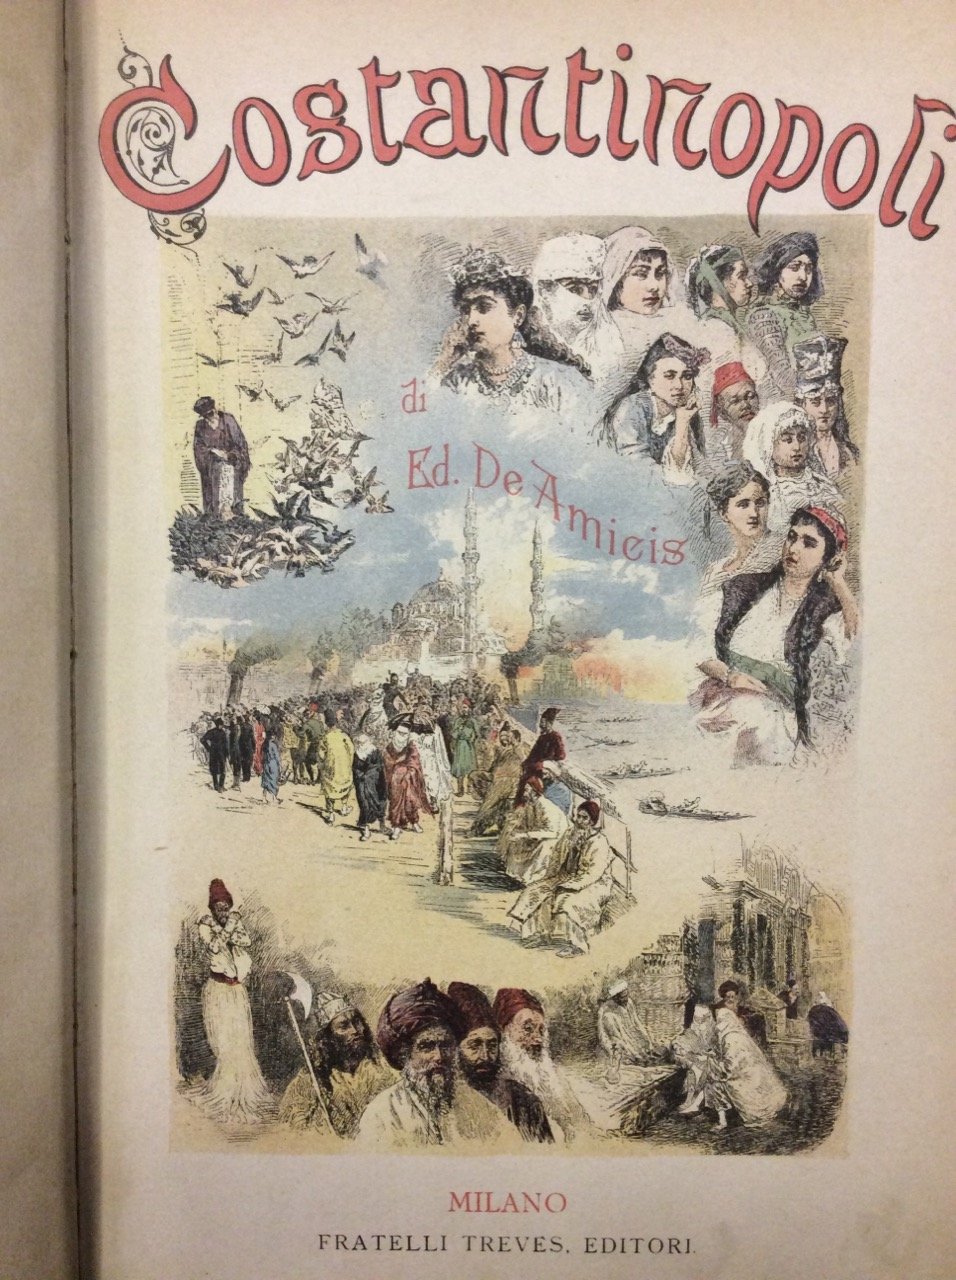 Costantinopoli
di
Ed. De Amicis
MILANO
FRATELLI TREVES, EDITORI.